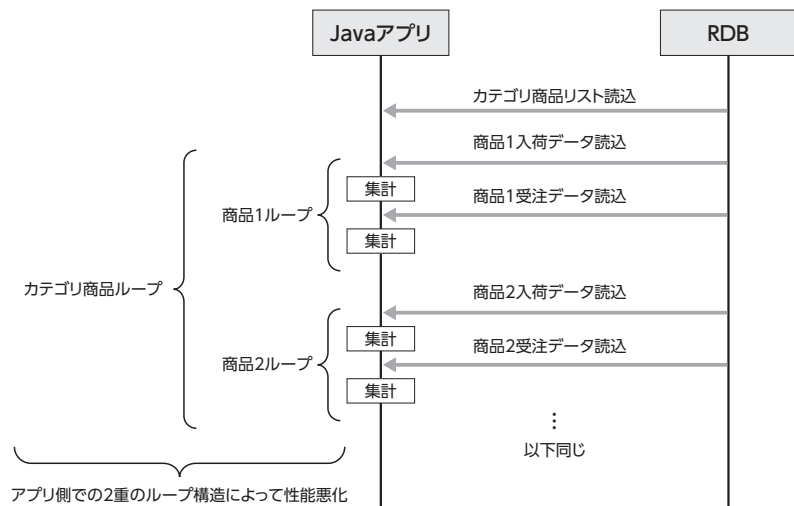 Javaアプリ
RDB
カテゴリ商品リスト読込
商品1入荷データ読込
集計
商品1受注データ読込
商品1ループ
集計
カテゴリ商品ループ
商品2入荷データ読込
集計
商品2受注データ読込
商品2ループ
集計
⋮
以下同じ
アプリ側での2重のループ構造によって性能悪化